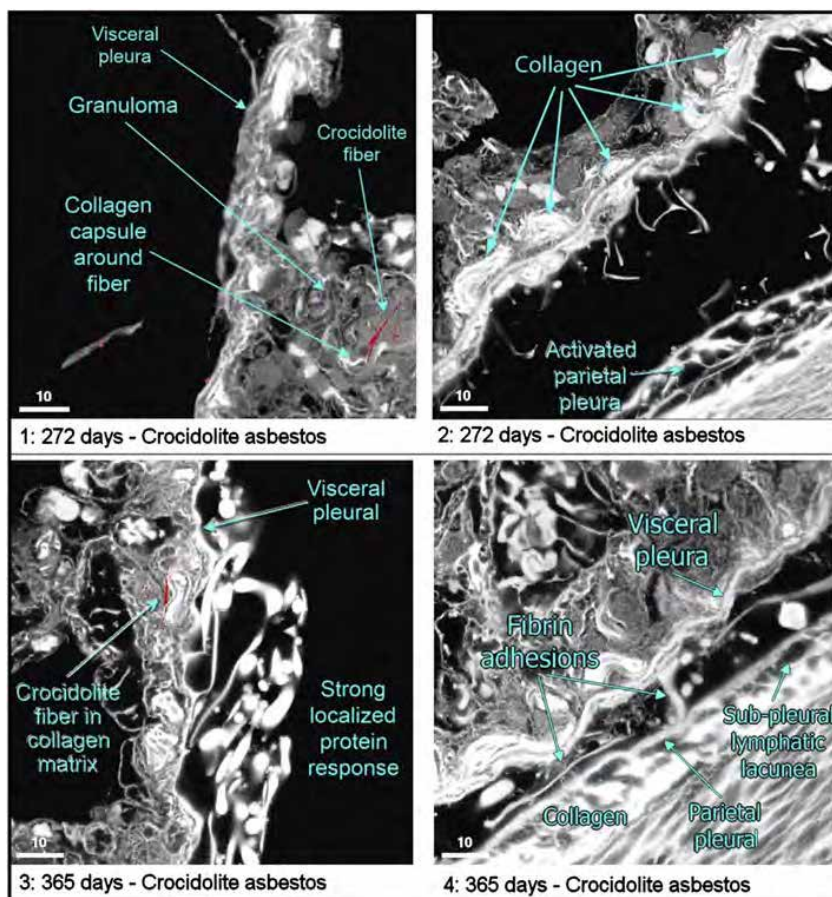 Visceral
pleura
Granuloma
Crocidolite
fiber
Collagen
capsule
around
fiber
10
1: 272 days - Crocidolite asbestos
Collagen
Activated
parietal
pleura
10
2: 272 days - Crocidolite asbestos
Visceral
pleural
Crocidolite
fiber in
collagen
matrix
Strong
localized
protein
response
10
3: 365 days - Crocidolite asbestos
Visceral
pleura
Fibrin
adhesions
Sub-pleural
lymphatic
lacunea
Collagen
Parietal
pleural
10
4: 365 days - Crocidolite asbestos